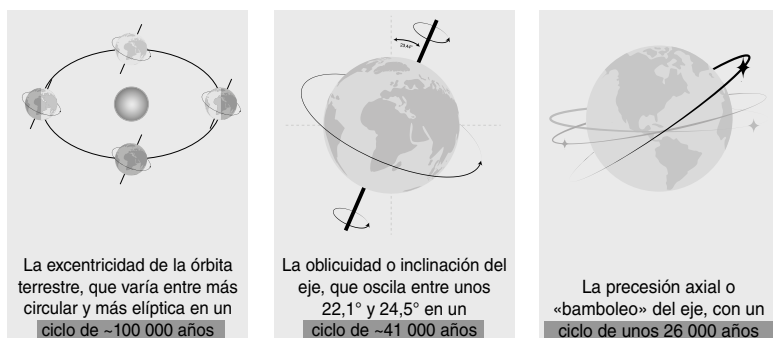 23,44°
La excentricidad de la órbita
terrestre, que varía entre más
circular y más elíptica en un
ciclo de ~100 000 años
La oblicuidad o inclinación del
eje, que oscila entre unos
22,1° y 24,5° en un
ciclo de ~41 000 años
La precesión axial o
«bamboleo» del eje, con un
ciclo de unos 26 000 años